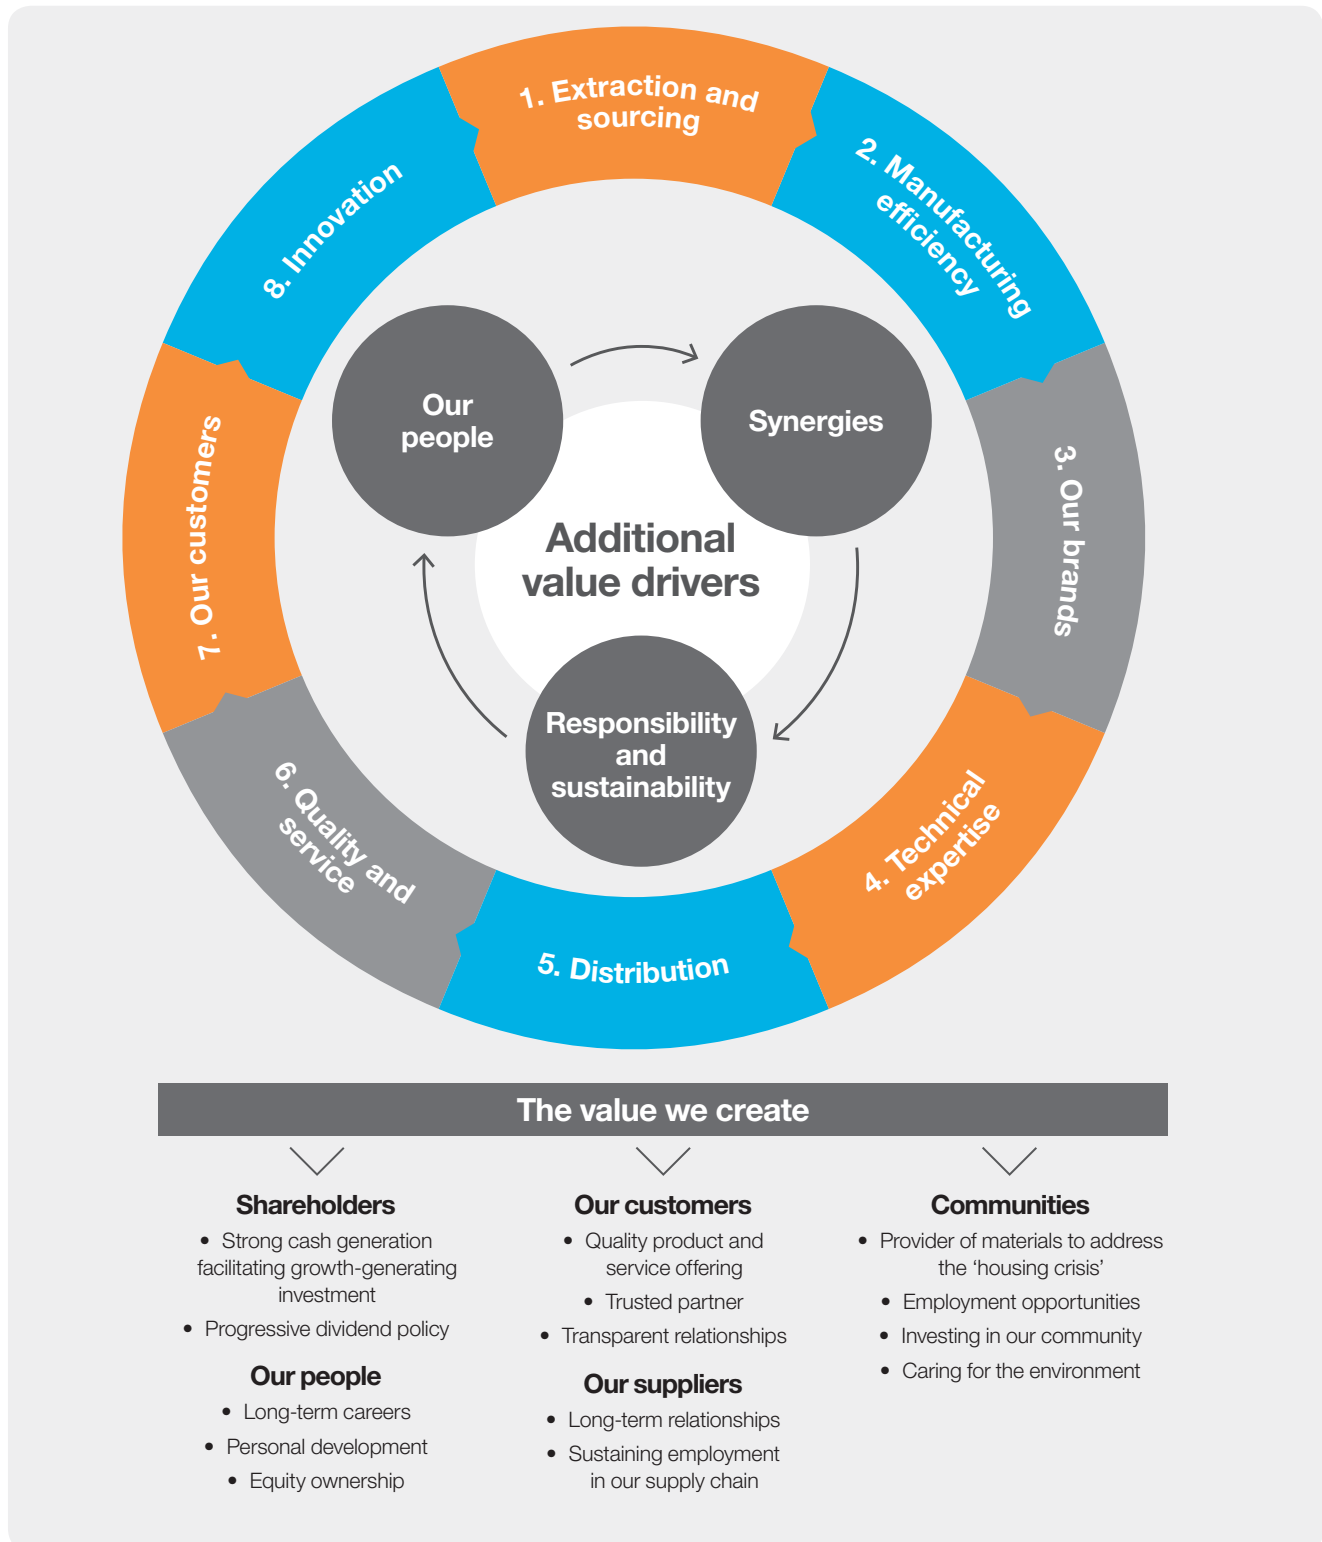 1. Extraction and
sourcing
2. Manufacturing
efficiency
3. Our brands
4. Technical
expertise
5. Distribution
6. Quality and
service
7. Our customers
8. Innovation
Our
people
Synergies
Additional
value drivers
Responsibility
and
sustainability
The value we create
Shareholders
• Strong cash generation
facilitating growth-generating
investment
• Progressive dividend policy
Our people
• Long-term careers
• Personal development
• Equity ownership
Our customers
• Quality product and
service offering
• Trusted partner
• Transparent relationships
Our suppliers
• Long-term relationships
• Sustaining employment
in our supply chain
Communities
• Provider of materials to address
the ‘housing crisis’
• Employment opportunities
• Investing in our community
• Caring for the environment